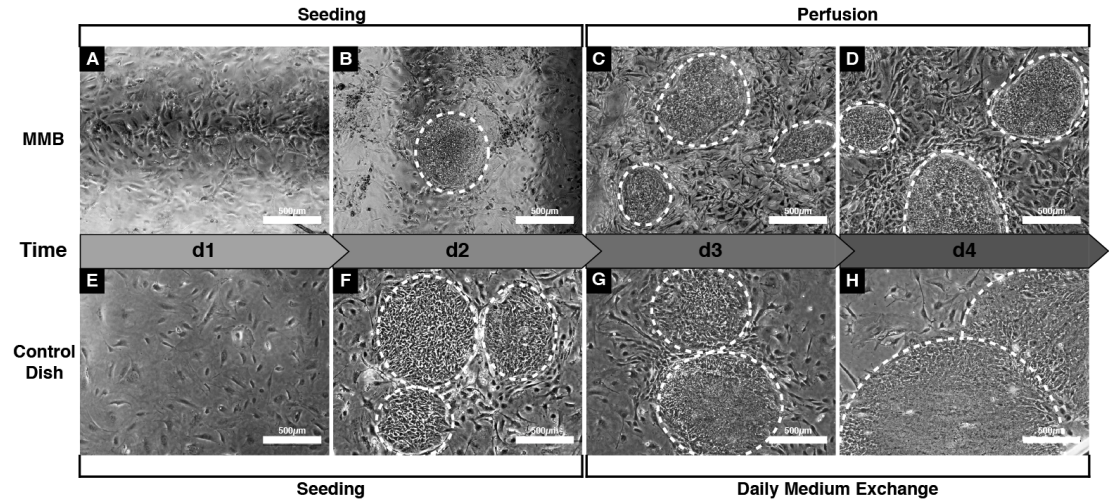 Seeding
Perfusion
A
B
C
D
MMB
500µm
500µm
500µm
500µm
Time
d1
d2
d3
d4
E
F
G
H
Control
Dish
500µm
500µm
500µm
500µm
Seeding
Daily Medium Exchange